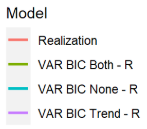 Model
Realization
VAR BIC Both - R
VAR BIC None - R
VAR BIC Trend - R